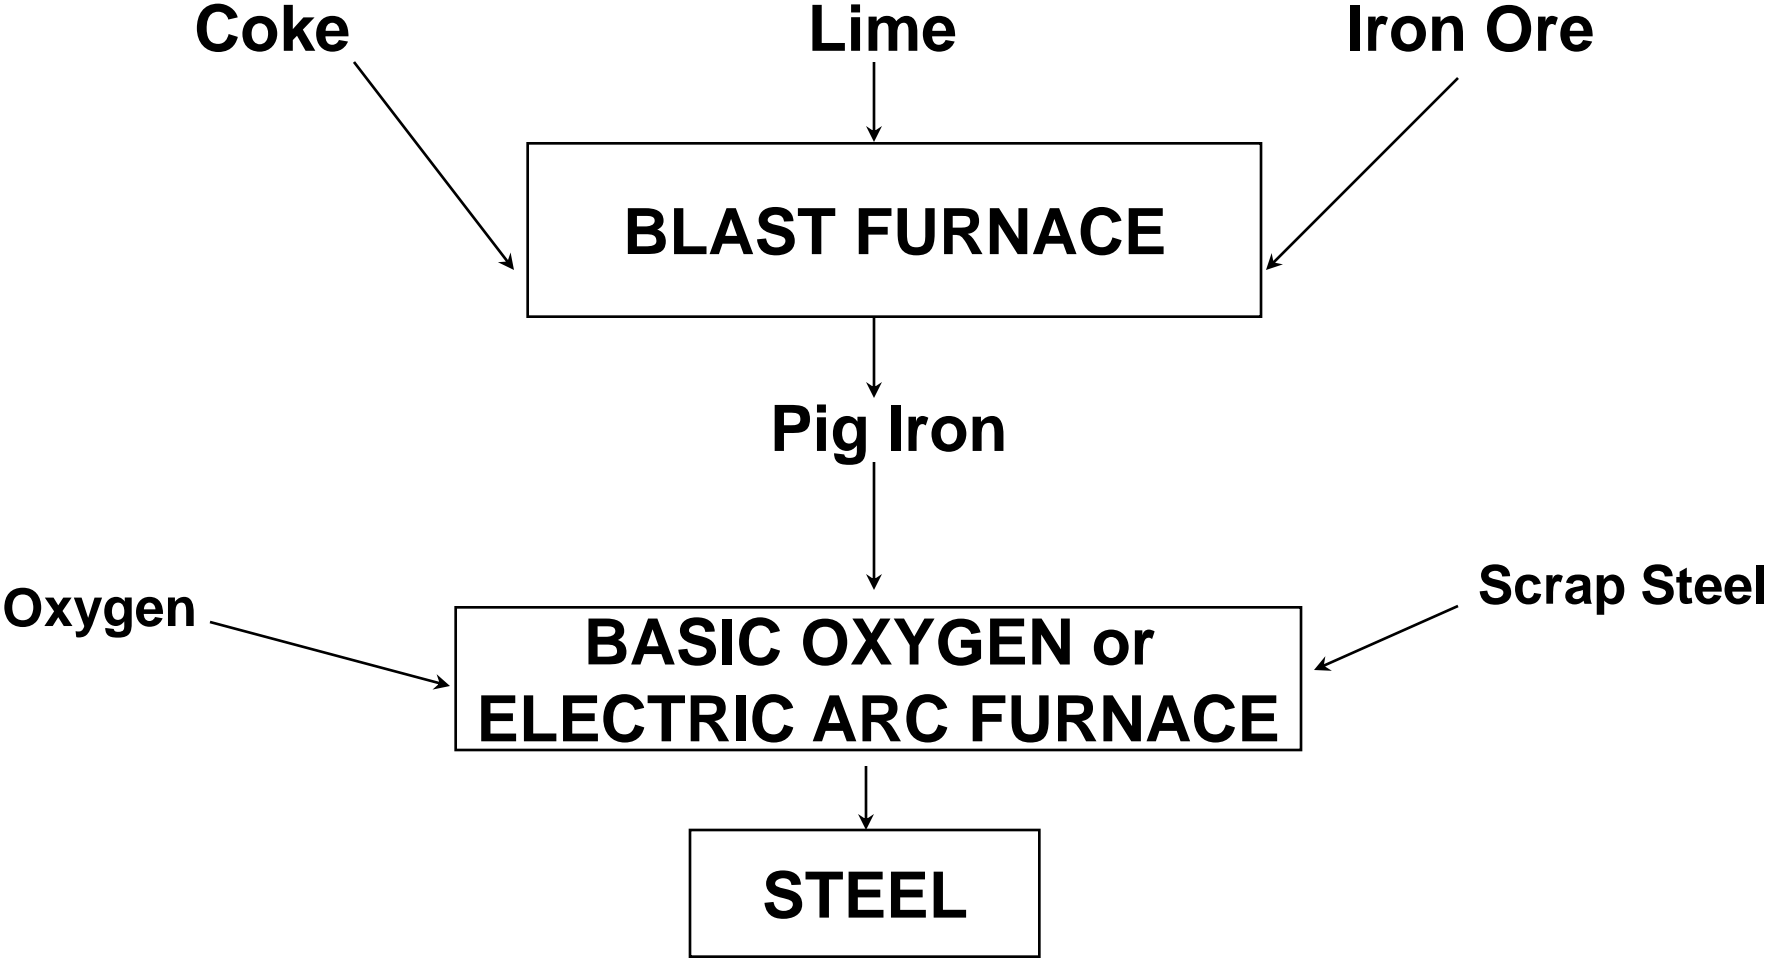 Coke
Lime
Iron Ore
BLAST FURNACE
Pig Iron
Oxygen
Scrap Steel
BASIC OXYGEN or
ELECTRIC ARC FURNACE
STEEL